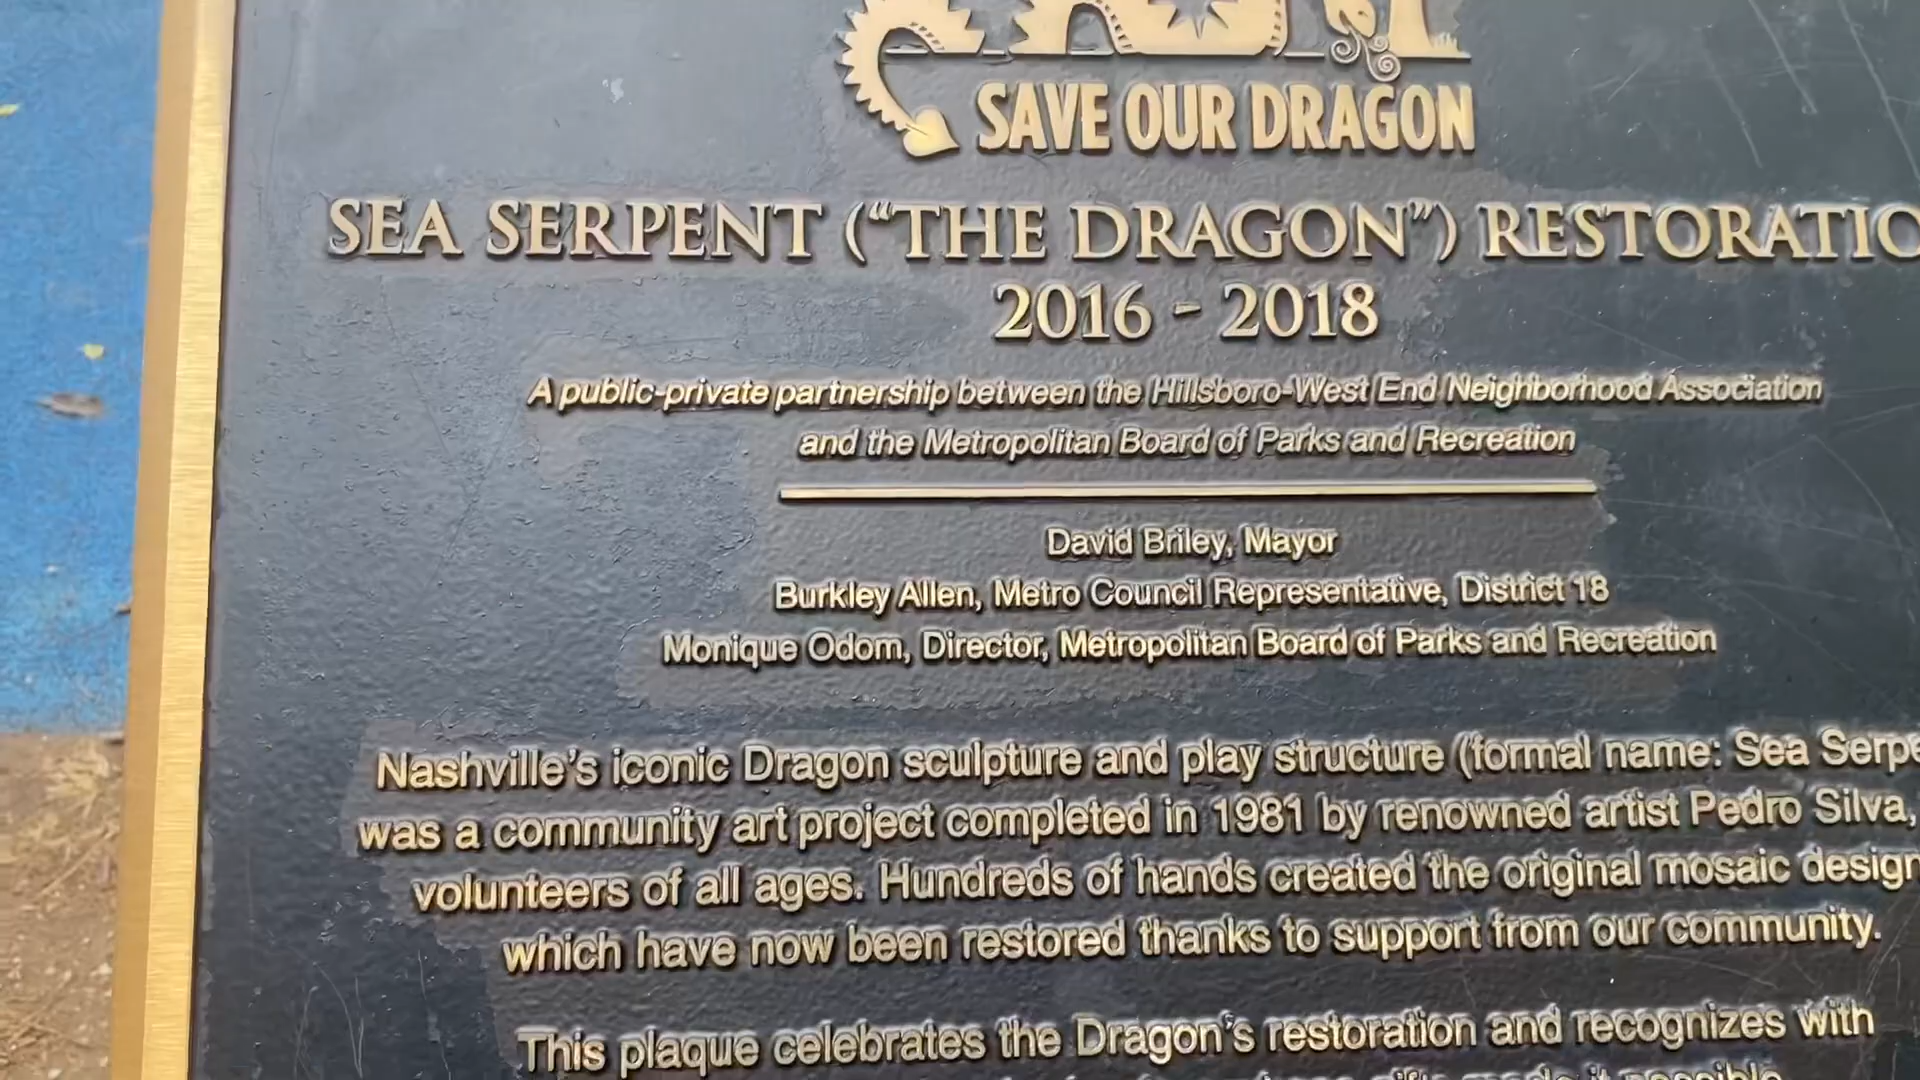 SAVE OUR DRAGON
SEA SERPENT (“THE DRAGON”) RESTORATIO
2016 - 2018
A public-private partnership between the Hillsboro-West End Neighborhood Association
and the Metropolitan Board of Parks and Recreation
David Briley, Mayor
Burkley Allen, Metro Council Representative, District 18
Monique Odom, Director, Metropolitan Board of Parks and Recreation
Nashville’s iconic Dragon sculpture and play structure (formal name: Sea Serpe
was a community art project completed in 1981 by renowned artist Pedro Silva,
volunteers of all ages. Hundreds of hands created the original mosaic design
which have now been restored thanks to support from our community.
This plaque celebrates the Dragon’s restoration and recognizes with
made it possible